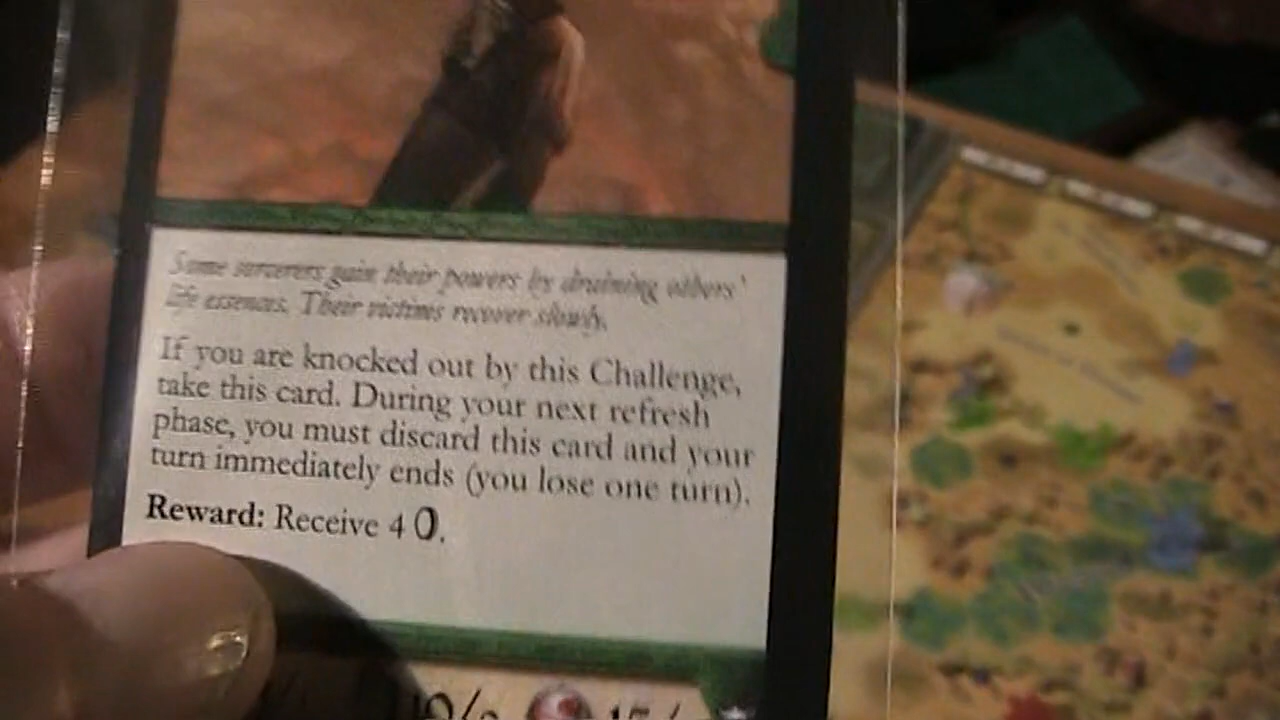 Some sorcerers gain their powers by draining others'
life essences. Their victims recover slowly.
If you are knocked out by this Challenge,
take this card. During your next refresh
phase, you must discard this card and your
turn immediately ends (you lose one turn).
Reward: Receive 4 0.